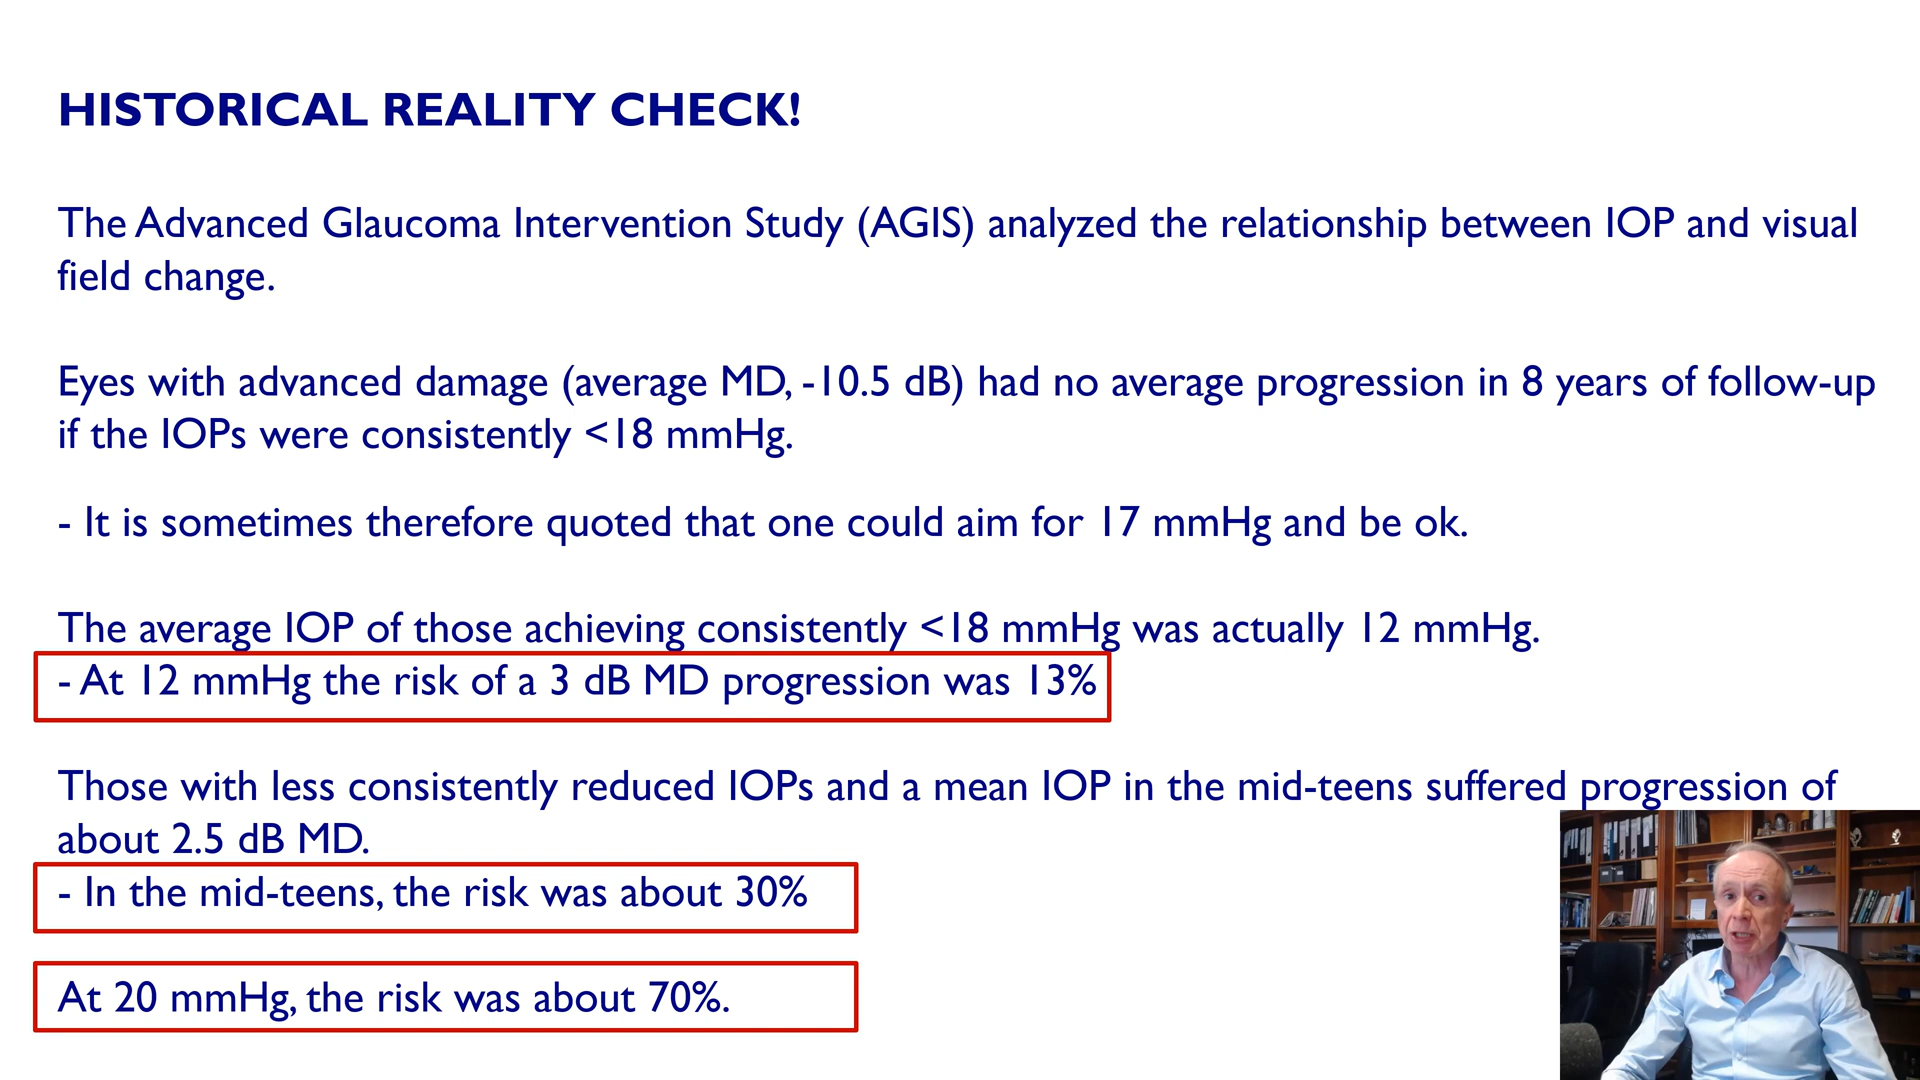 HISTORICAL REALITY CHECK!
The Advanced Glaucoma Intervention Study (AGIS) analyzed the relationship between IOP and visual
field change.
Eyes with advanced damage (average MD, -10.5 dB) had no average progression in 8 years of follow-up
if the IOPs were consistently <18 mmHg.
- It is sometimes therefore quoted that one could aim for 17 mmHg and be ok.
The average IOP of those achieving consistently <18 mmHg was actually 12 mmHg.
- At 12 mmHg the risk of a 3 dB MD progression was 13%
Those with less consistently reduced IOPs and a mean IOP in the mid-teens suffered progression of
about 2.5 dB MD.
- In the mid-teens, the risk was about 30%
At 20 mmHg, the risk was about 70%.